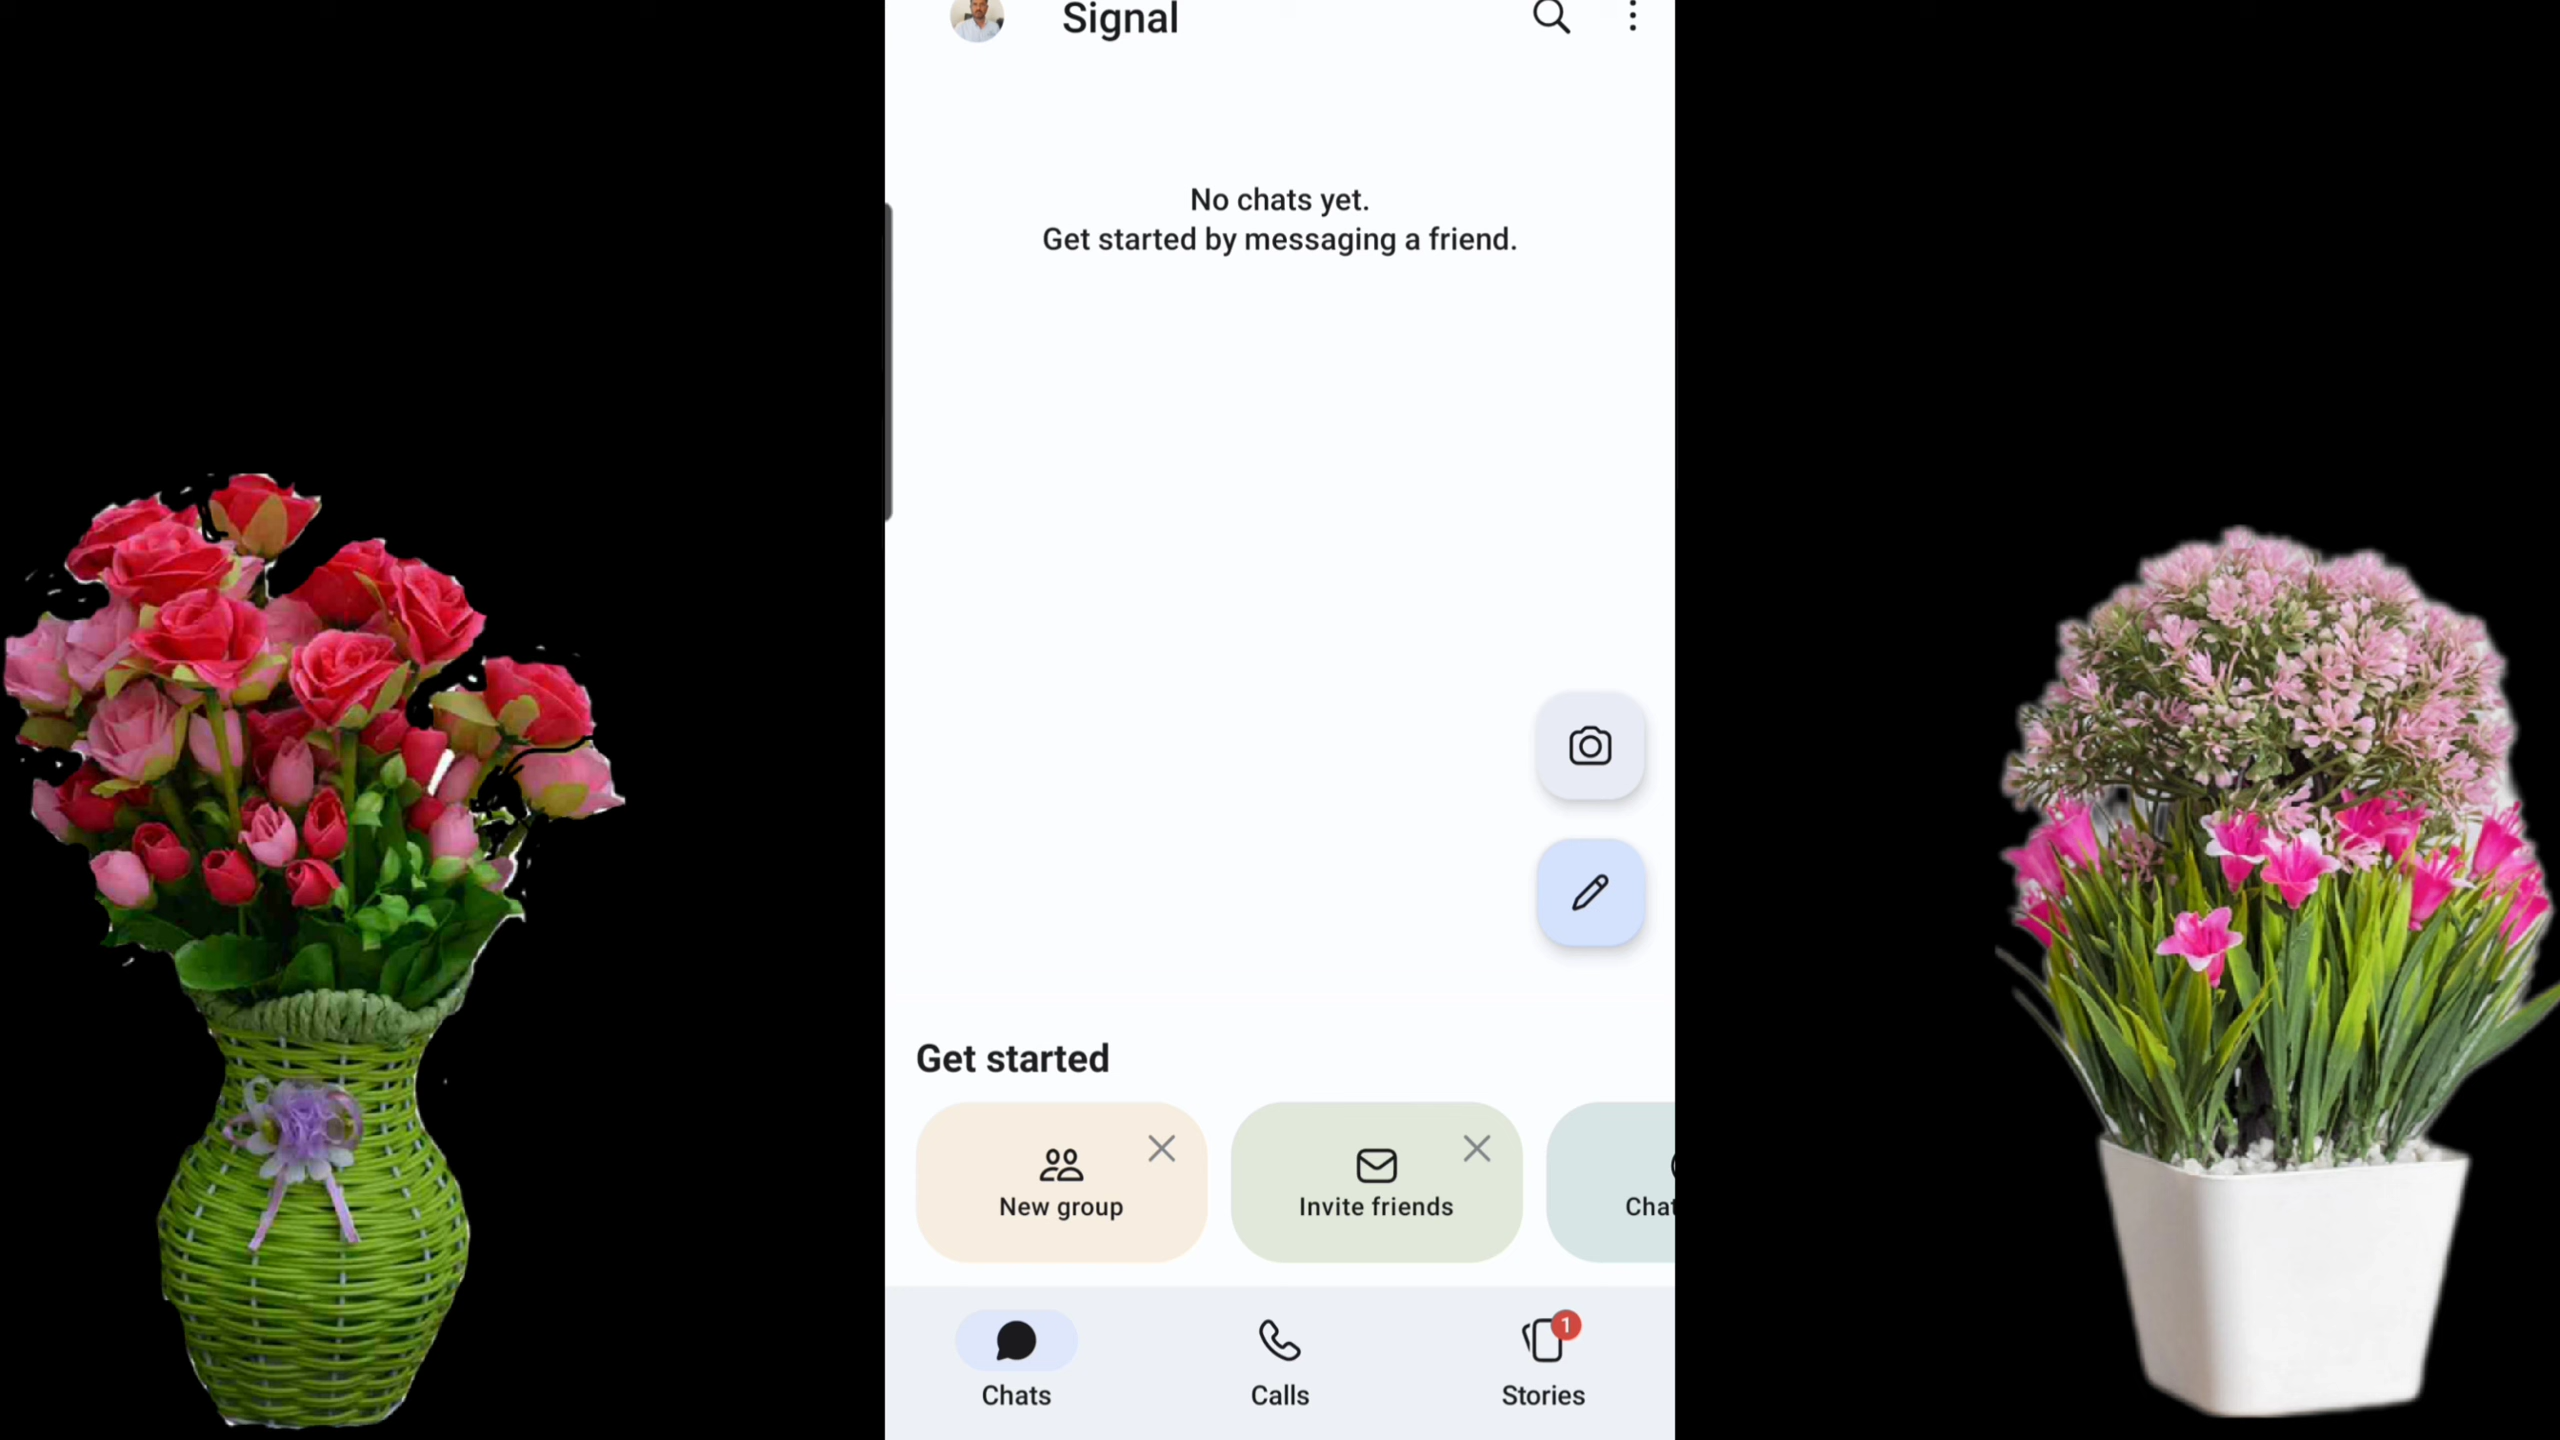 Signal
No chats yet.
Get started by messaging a friend.
Get started
New group
Invite friends
Chat
1
Chats
Calls
Stories